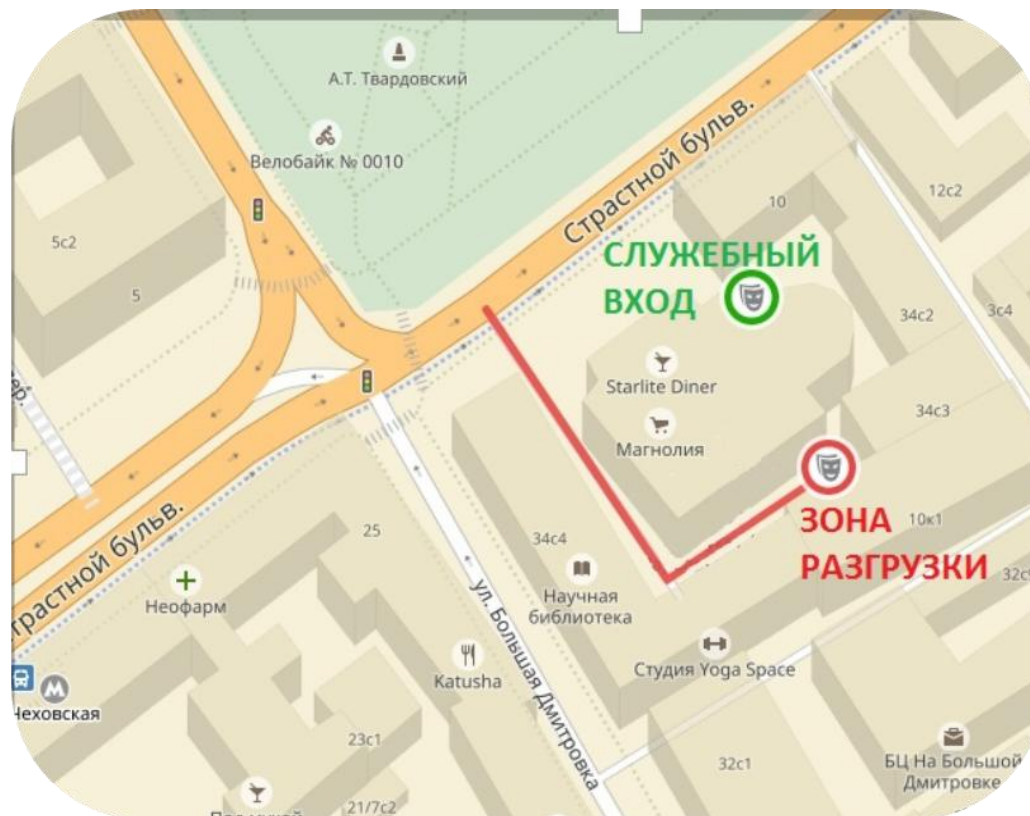 А.Т. Твардовский
Велобайк № 0010
Страстной бульв.
10
12с2
5с2
5
СЛУЖЕБНЫЙ
ВХОД
34с2
3с4
Starlite Diner
34с3
Магнолия
ЗОНА
РАЗГРУЗКИ
10к1
25
34с4
Научная
библиотека
Неофарм
ул. Большая Дмитровка
Студия Yoga Space
Katusha
М
Чеховская
23с1
32с1
БЦ На Большой
Дмитровке
21/7с2